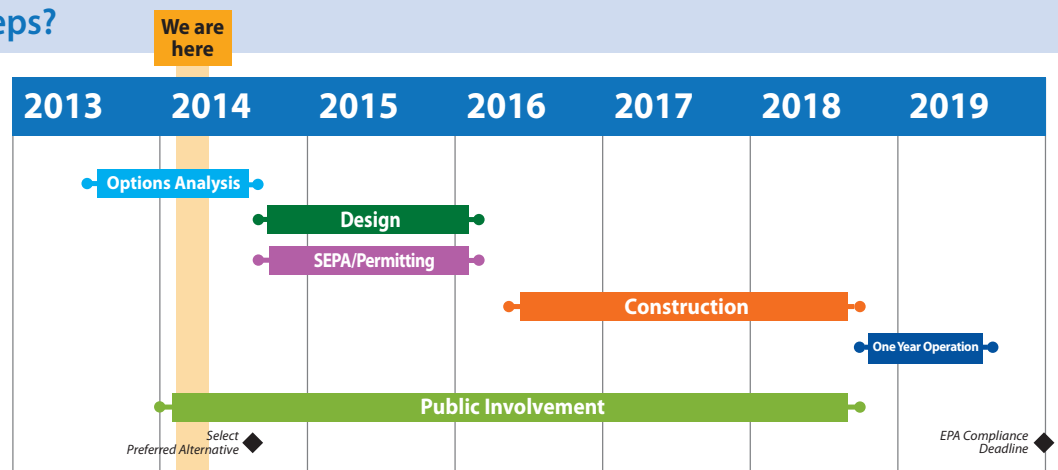 eps?
We are
here
2013 2014 2015 2016 2017 2018 2019
Options Analysis
Design
SEPA/Permitting
Construction
One Year Operation
Public Involvement
Select
Preferred Alternative
EPA Compliance
Deadline